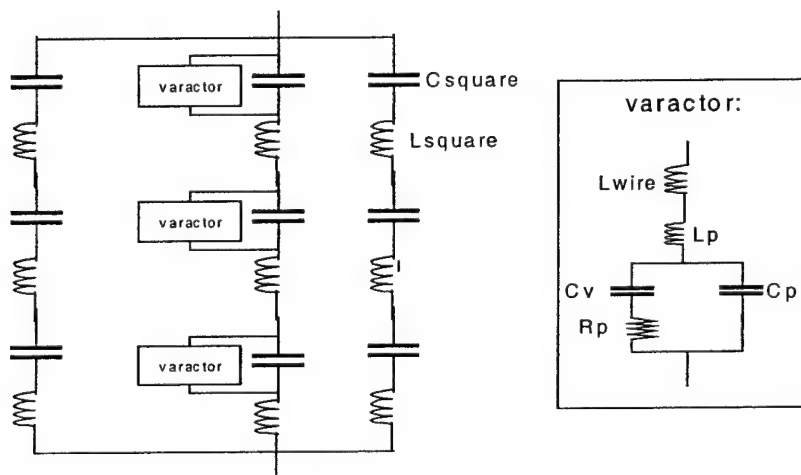 varactor
Csquare
Lsquare
varactor
varactor
varactor:
Lwire
Lp
Cv
Cp
Rp